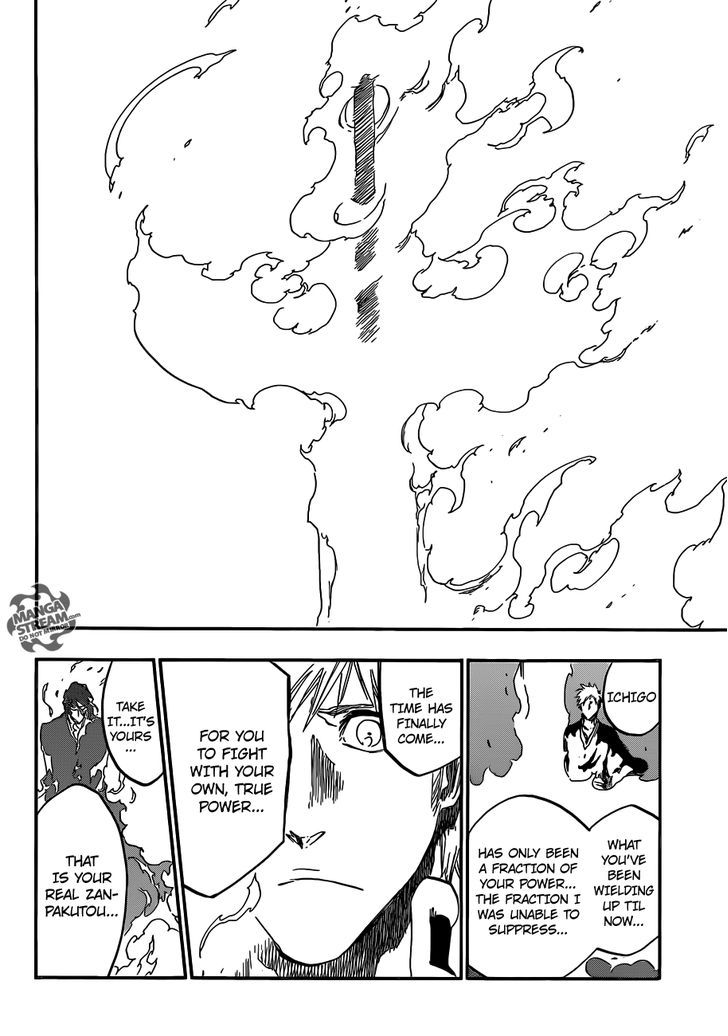 MANGA
STREAM.com
DO NOT MIRROR
ICHIGO
WHAT
YOU'VE
BEEN
WIELDING
UP TIL
NOW...
HAS ONLY BEEN
A FRACTION OF
YOUR POWER...
THE FRACTION I
WAS UNABLE TO
SUPPRESS...
THE
TIME HAS
FINALLY
COME...
FOR YOU
TO FIGHT
WITH YOUR
OWN, TRUE
POWER...
TAKE
IT...IT'S
YOURS
...
THAT
IS YOUR
REAL ZAN-
PAKUTOU...